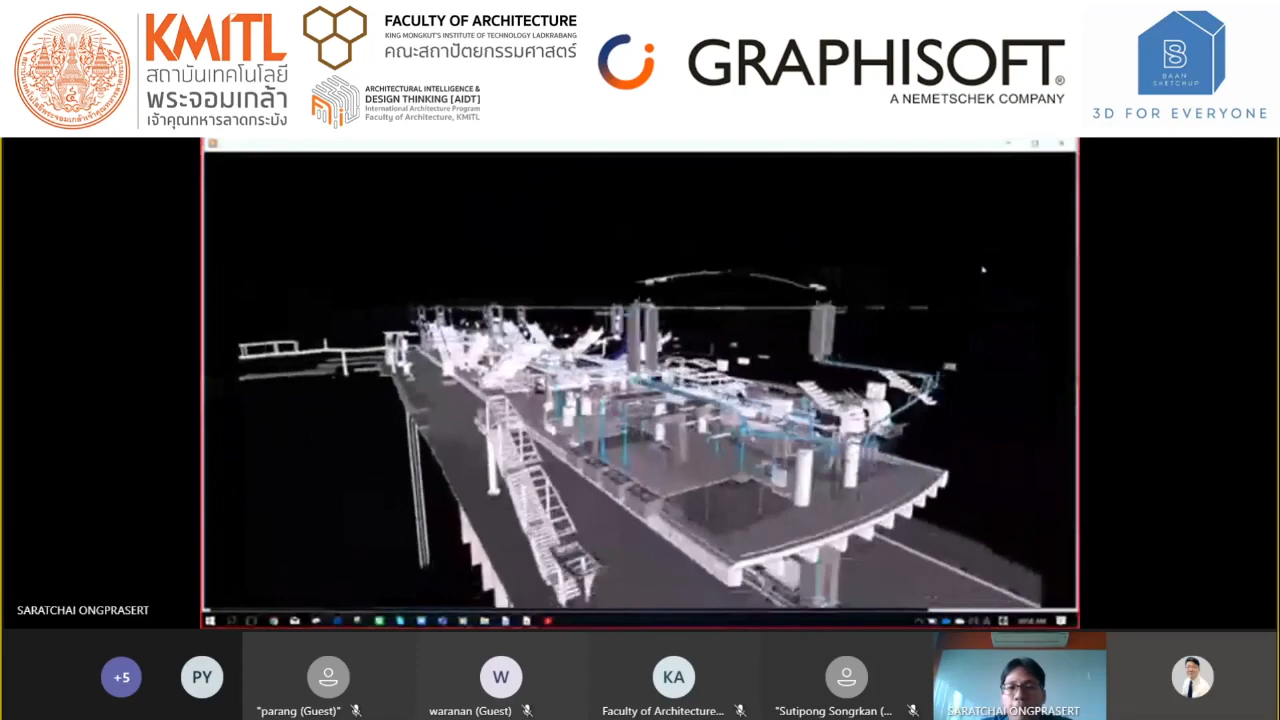 KMITL
สถาบันเทคโนโลยี
พระจอมเกล้า
เจ้าคุณทหารลาดกระบัง
FACULTY OF ARCHITECTURE
KING MONGKUT'S INSTITUTE OF TECHNOLOGY LADKRABANG
คณะสถาปัตยกรรมศาสตร์
ARCHITECTURAL INTELLIGENCE &
DESIGN THINKING [AIDT]
International Architecture Program
Faculty of Architecture, KMITL
GRAPHISOFT®
A NEMETSCHEK COMPANY
B
BAAN
SKETCHUP
3D FOR EVERYONE
SARATCHAI ONGPRASERT
+5
PY
W
KA
"parang (Guest)"
waranan (Guest)
Faculty of Architecture...
"Sutipong Songrkan (...
SARATCHAI ONGPRASERT